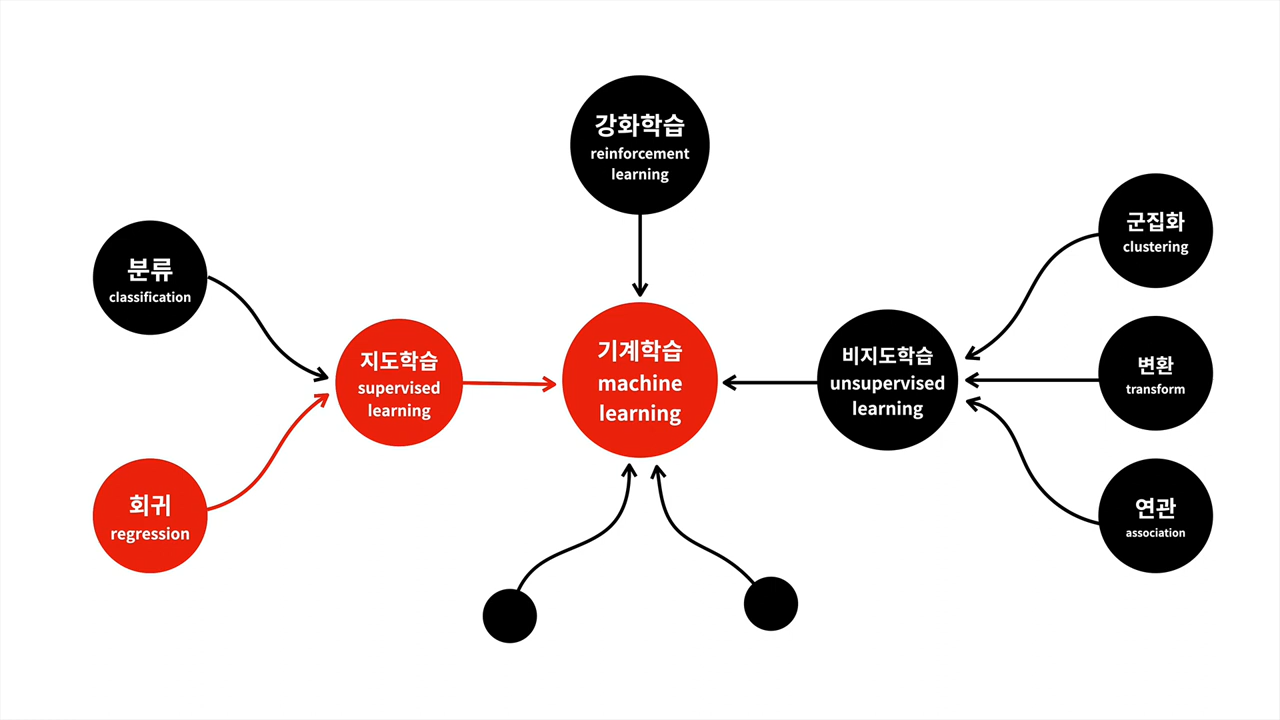 강화학습
reinforcement
learning
분류
classification
회귀
regression
지도학습
supervised
learning
기계학습
machine
learning
비지도학습
unsupervised
learning
군집화
clustering
변환
transform
연관
association